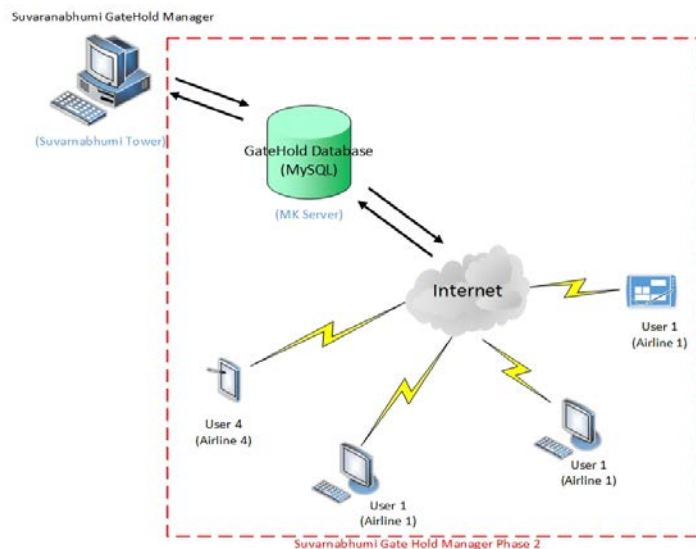 Suvaranabhumi GateHold Manager
(Suvarnabhumi Tower)
GateHold Database
(MySQL)
(MK Server)
Internet
User 1
(Airline 1)
User 4
(Airline 4)
User 1
(Airline 1)
User 1
(Airline 1)
Suvarnabhumi Gate Hold Manager Phase 2